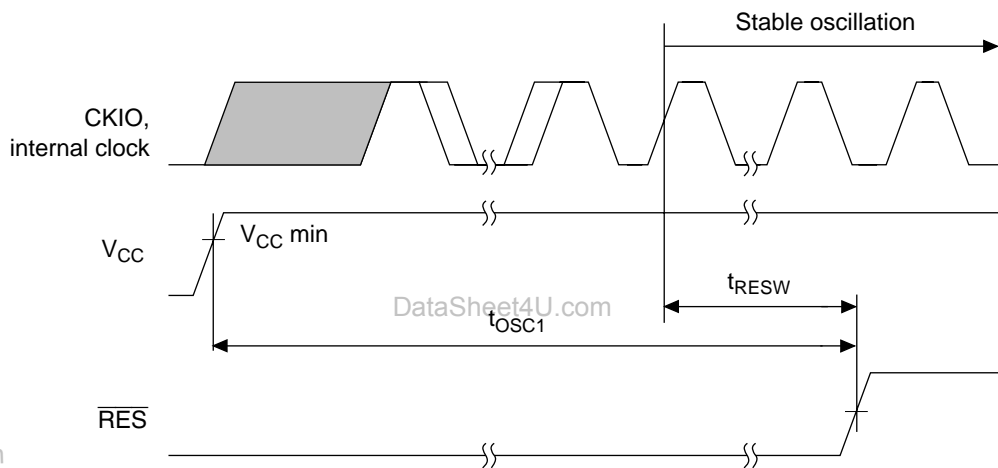 Stable oscillation
CKIO,
internal clock
VCC
VCC min
tRESW
DataSheet4U.com
tOSC1
RES